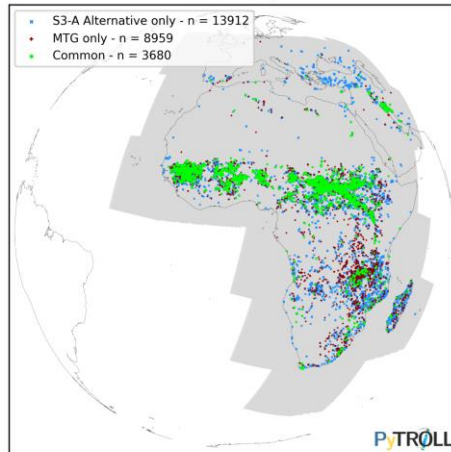 S3-A Alternative only - n = 13912
MTG only - n = 8959
Common - n = 3680
PyTROLL